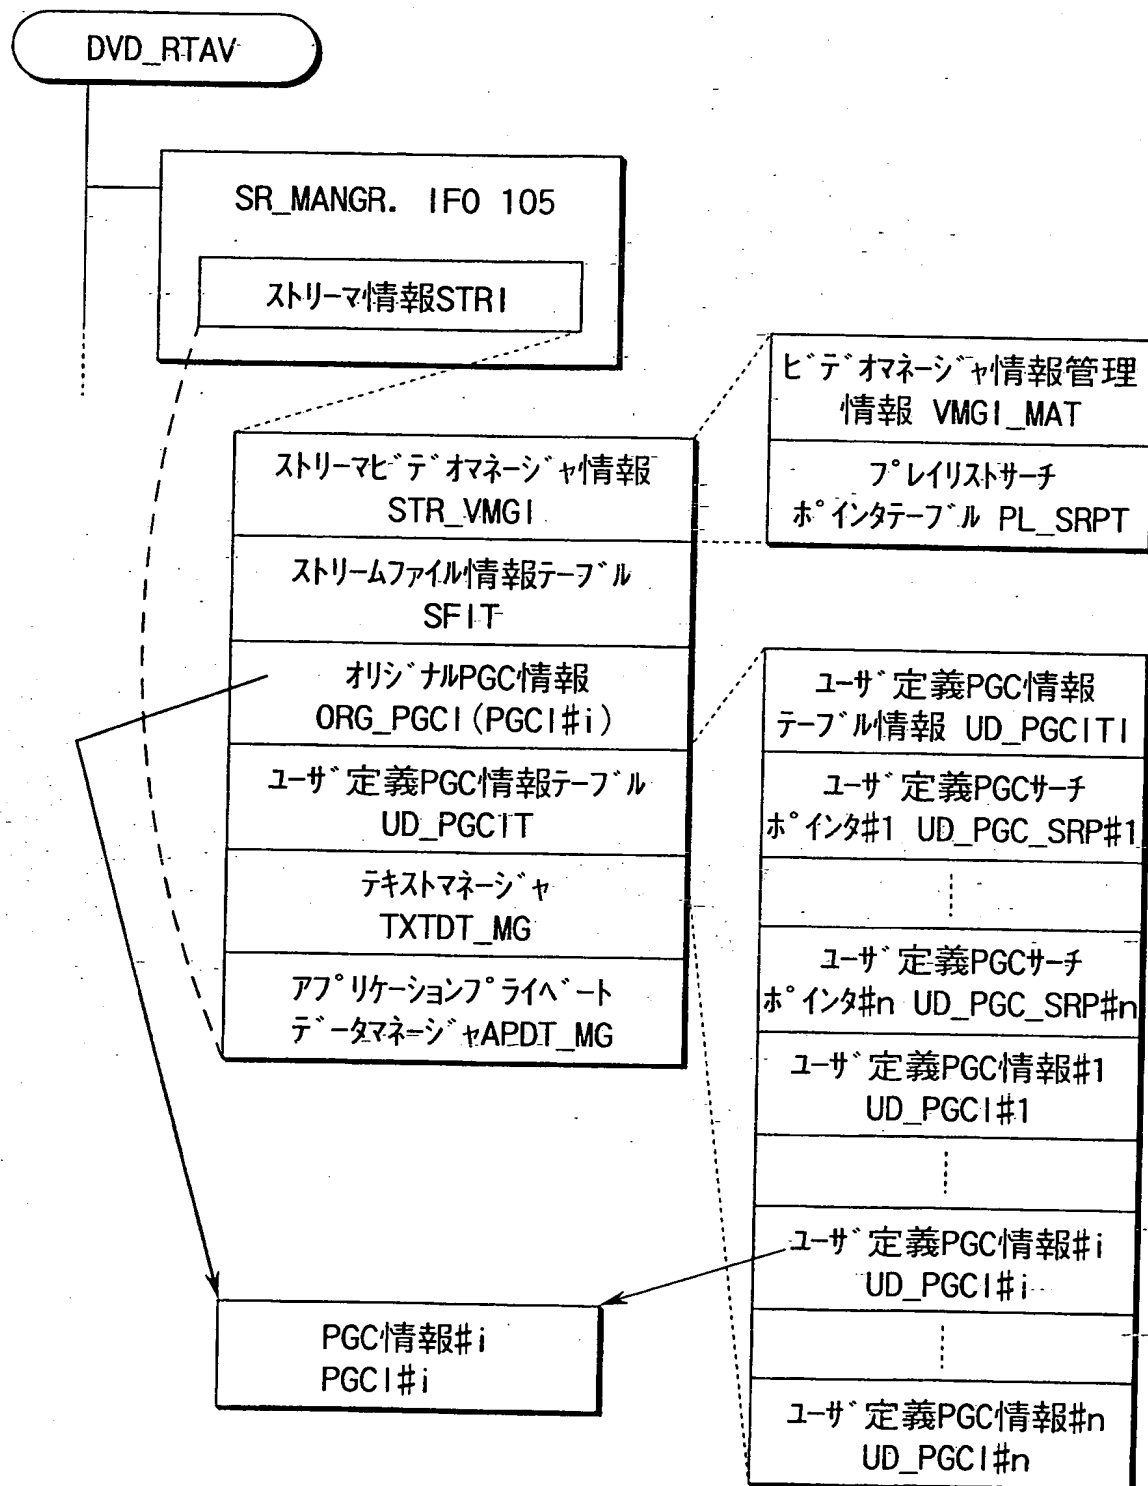 DVD_RTAV
SR_MANGR. IFO 105
ストリーマ情報STRI
ビデオマネージャ情報管理
情報 VMGI_MAT
プレイリストサーチ
ポインタテーブル PL_SRPT
ストリーマビデオマネージャ情報
STR_VMGI
ストリームファイル情報テーブル
SFIT
オリジナルPGC情報
ORG_PGCI(PGCI#i)
ユーザ定義PGC情報テーブル
UD_PGCIT
テキストマネージャ
TXTDT_MG
アプリケーションプライベート
データマネージャAPDT_MG
ユーザ定義PGC情報
テーブル情報 UD_PGCITI
ユーザ定義PGCサーチ
ポインタ#1 UD_PGC_SRP#1
ユーザ定義PGCサーチ
ポインタ#n UD_PGC_SRP#n
ユーザ定義PGC情報#1
UD_PGCI#1
ユーザ定義PGC情報#i
UD_PGCI#i
ユーザ定義PGC情報#n
UD_PGCI#n
PGC情報#i
PGCI#i